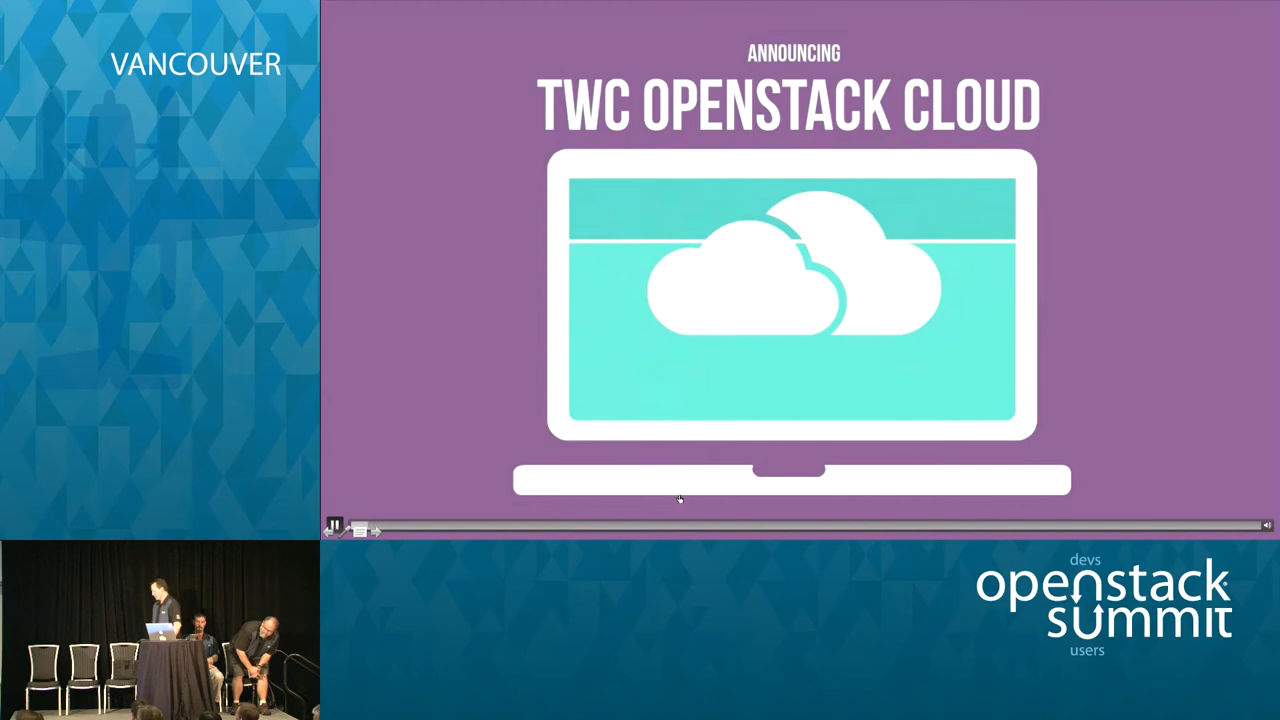 VANCOUVER
ANNOUNCING
TWC OPENSTACK CLOUD
devs
openstack
summit
users